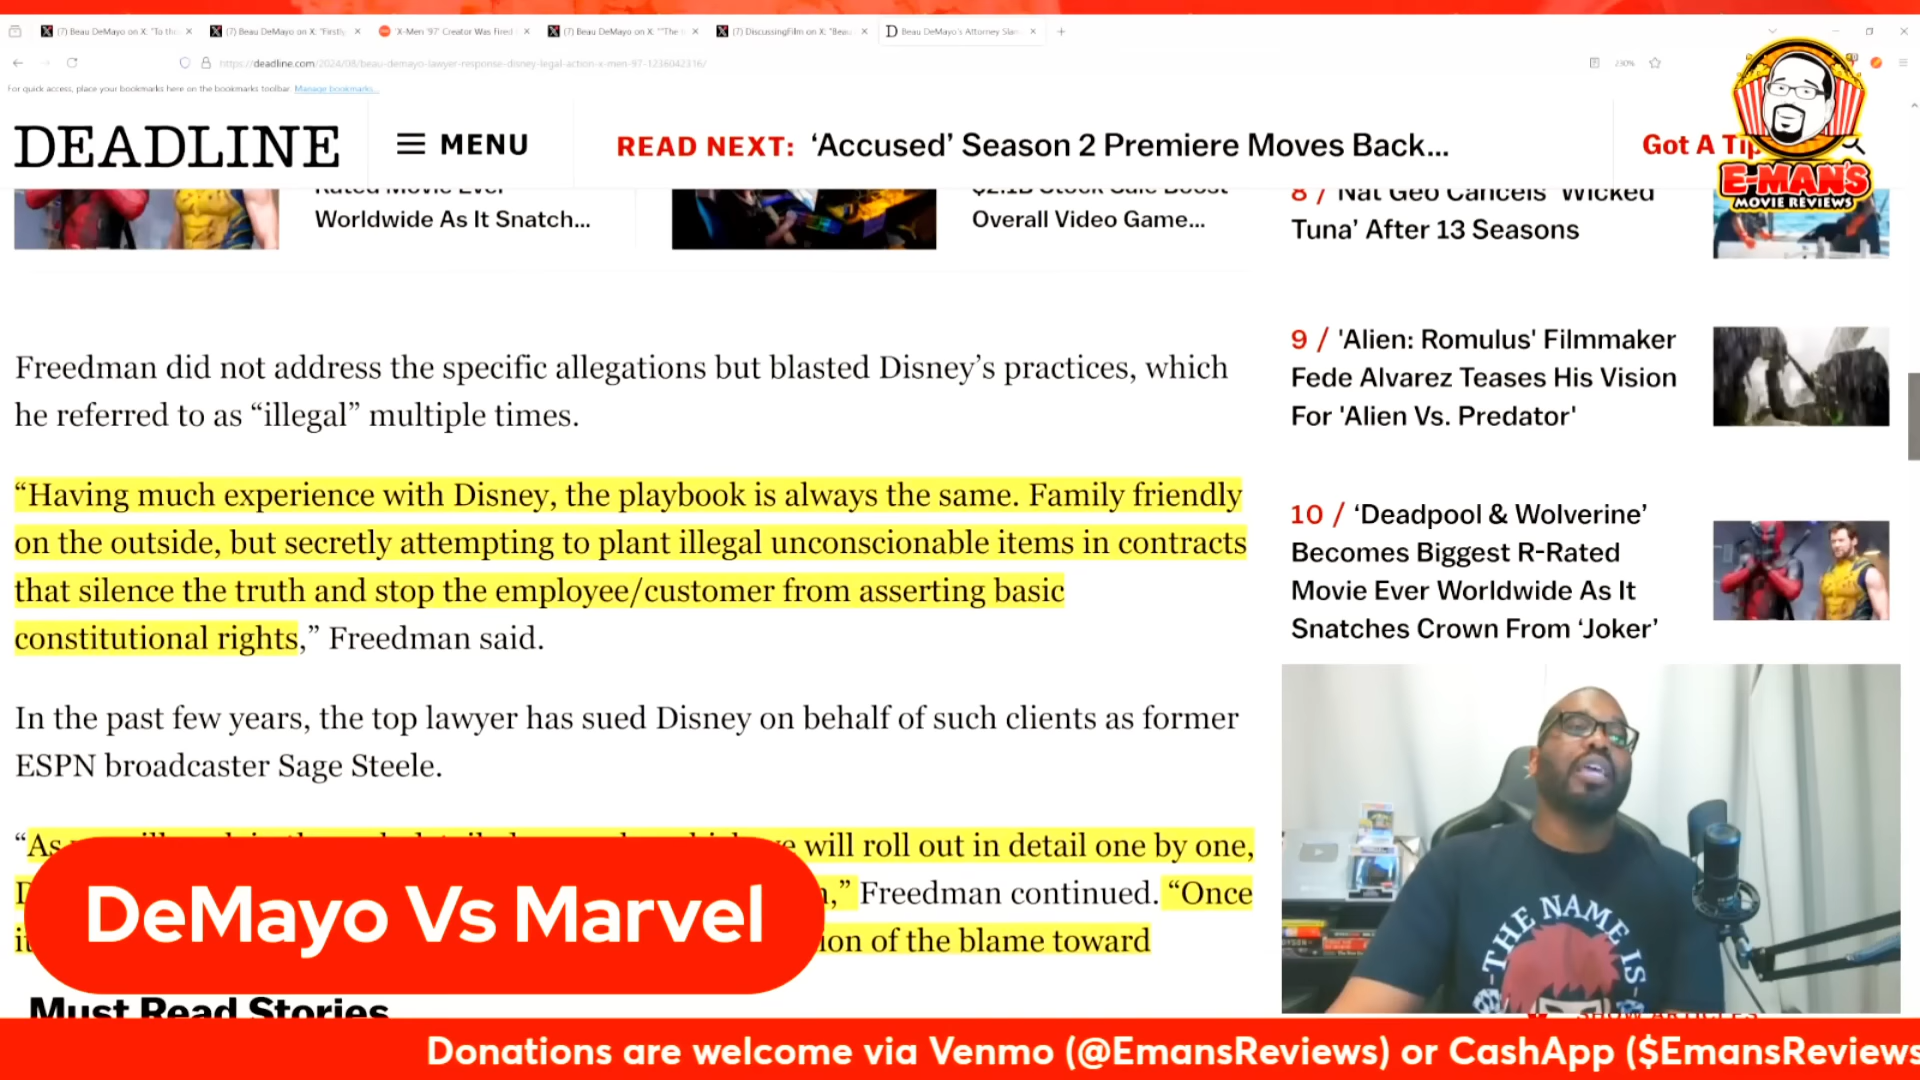 (7) Beau DeMayo on X: "To the
(7) Beau DeMayo on X: "Firstly
'X-Men '97' Creator Was Fired
(7) Beau DeMayo on X: ""The
(7) DiscussingFilm on X: "Beau
Beau DeMayo's Attorney Slam
https://deadline.com/2024/08/beau-demayo-lawyer-response-disney-legal-action-x-men-97-1236042316/
230%
For quick access, place your bookmarks here on the bookmarks toolbar. Manage bookmarks...
DEADLINE
MENU
READ NEXT: ‘Accused’ Season 2 Premiere Moves Back...
Got A Tip
E-MAN'S
MOVIE REVIEWS
Rated Movie Ever
Worldwide As It Snatch...
$2.1B Stock Sale Boost
Overall Video Game...
8 / 'Nat Geo Cancels ‘Wicked
Tuna’ After 13 Seasons
9 / 'Alien: Romulus' Filmmaker
Fede Alvarez Teases His Vision
For 'Alien Vs. Predator'
10 / ‘Deadpool & Wolverine’
Becomes Biggest R-Rated
Movie Ever Worldwide As It
Snatches Crown From ‘Joker’
Freedman did not address the specific allegations but blasted Disney’s practices, which
he referred to as “illegal” multiple times.
“Having much experience with Disney, the playbook is always the same. Family friendly
on the outside, but secretly attempting to plant illegal unconscionable items in contracts
that silence the truth and stop the employee/customer from asserting basic
constitutional rights,” Freedman said.
In the past few years, the top lawyer has sued Disney on behalf of such clients as former
ESPN broadcaster Sage Steele.
“As will roll out in detail one by one,
” Freedman continued. “Once
of the blame toward
DeMayo Vs Marvel
Must Read Stories
SHOW ARTICLES
THE NAME IS
Donations are welcome via Venmo (@EmansReviews) or CashApp ($EmansReviews